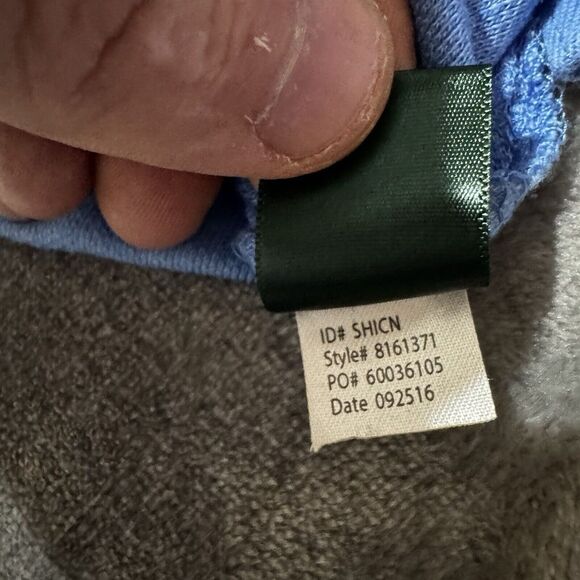 ID# SHICN
Style# 8161371
PO# 60036105
Date 092516